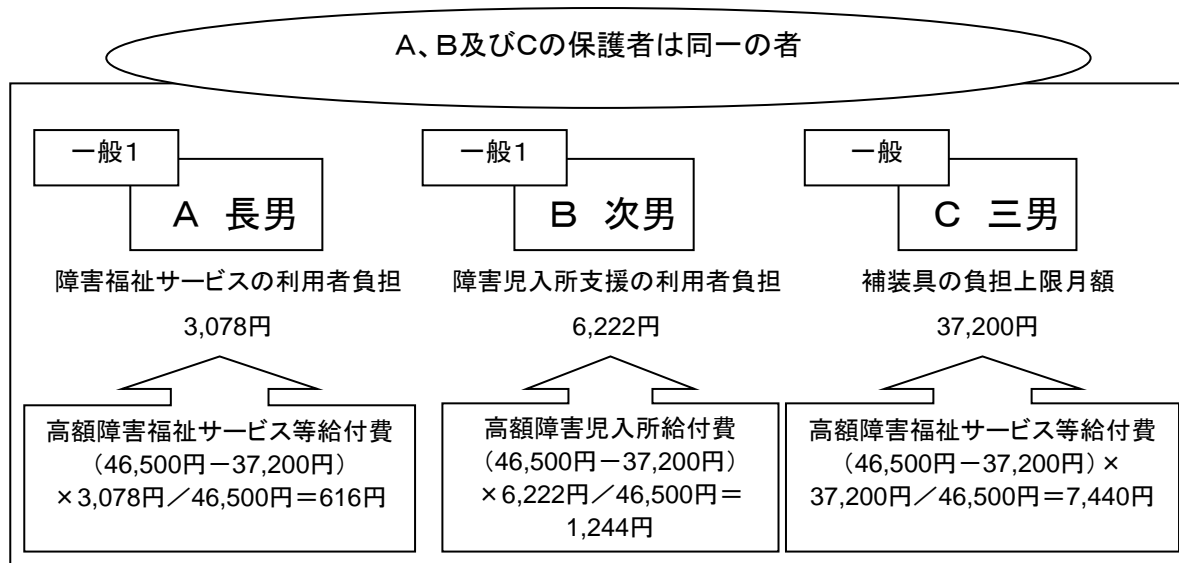 A、B及びCの保護者は同一の者
一般1
A 長男
障害福祉サービスの利用者負担
3,078円
高額障害福祉サービス等給付費
(46,500円-37,200円)
×3,078円/46,500円=616円
一般1
B 次男
障害児入所支援の利用者負担
6,222円
高額障害児入所給付費
(46,500円-37,200円)
×6,222円/46,500円=
1,244円
一般
C 三男
補装具の負担上限月額
37,200円
高額障害福祉サービス等給付費
(46,500円-37,200円)×
37,200円/46,500円=7,440円